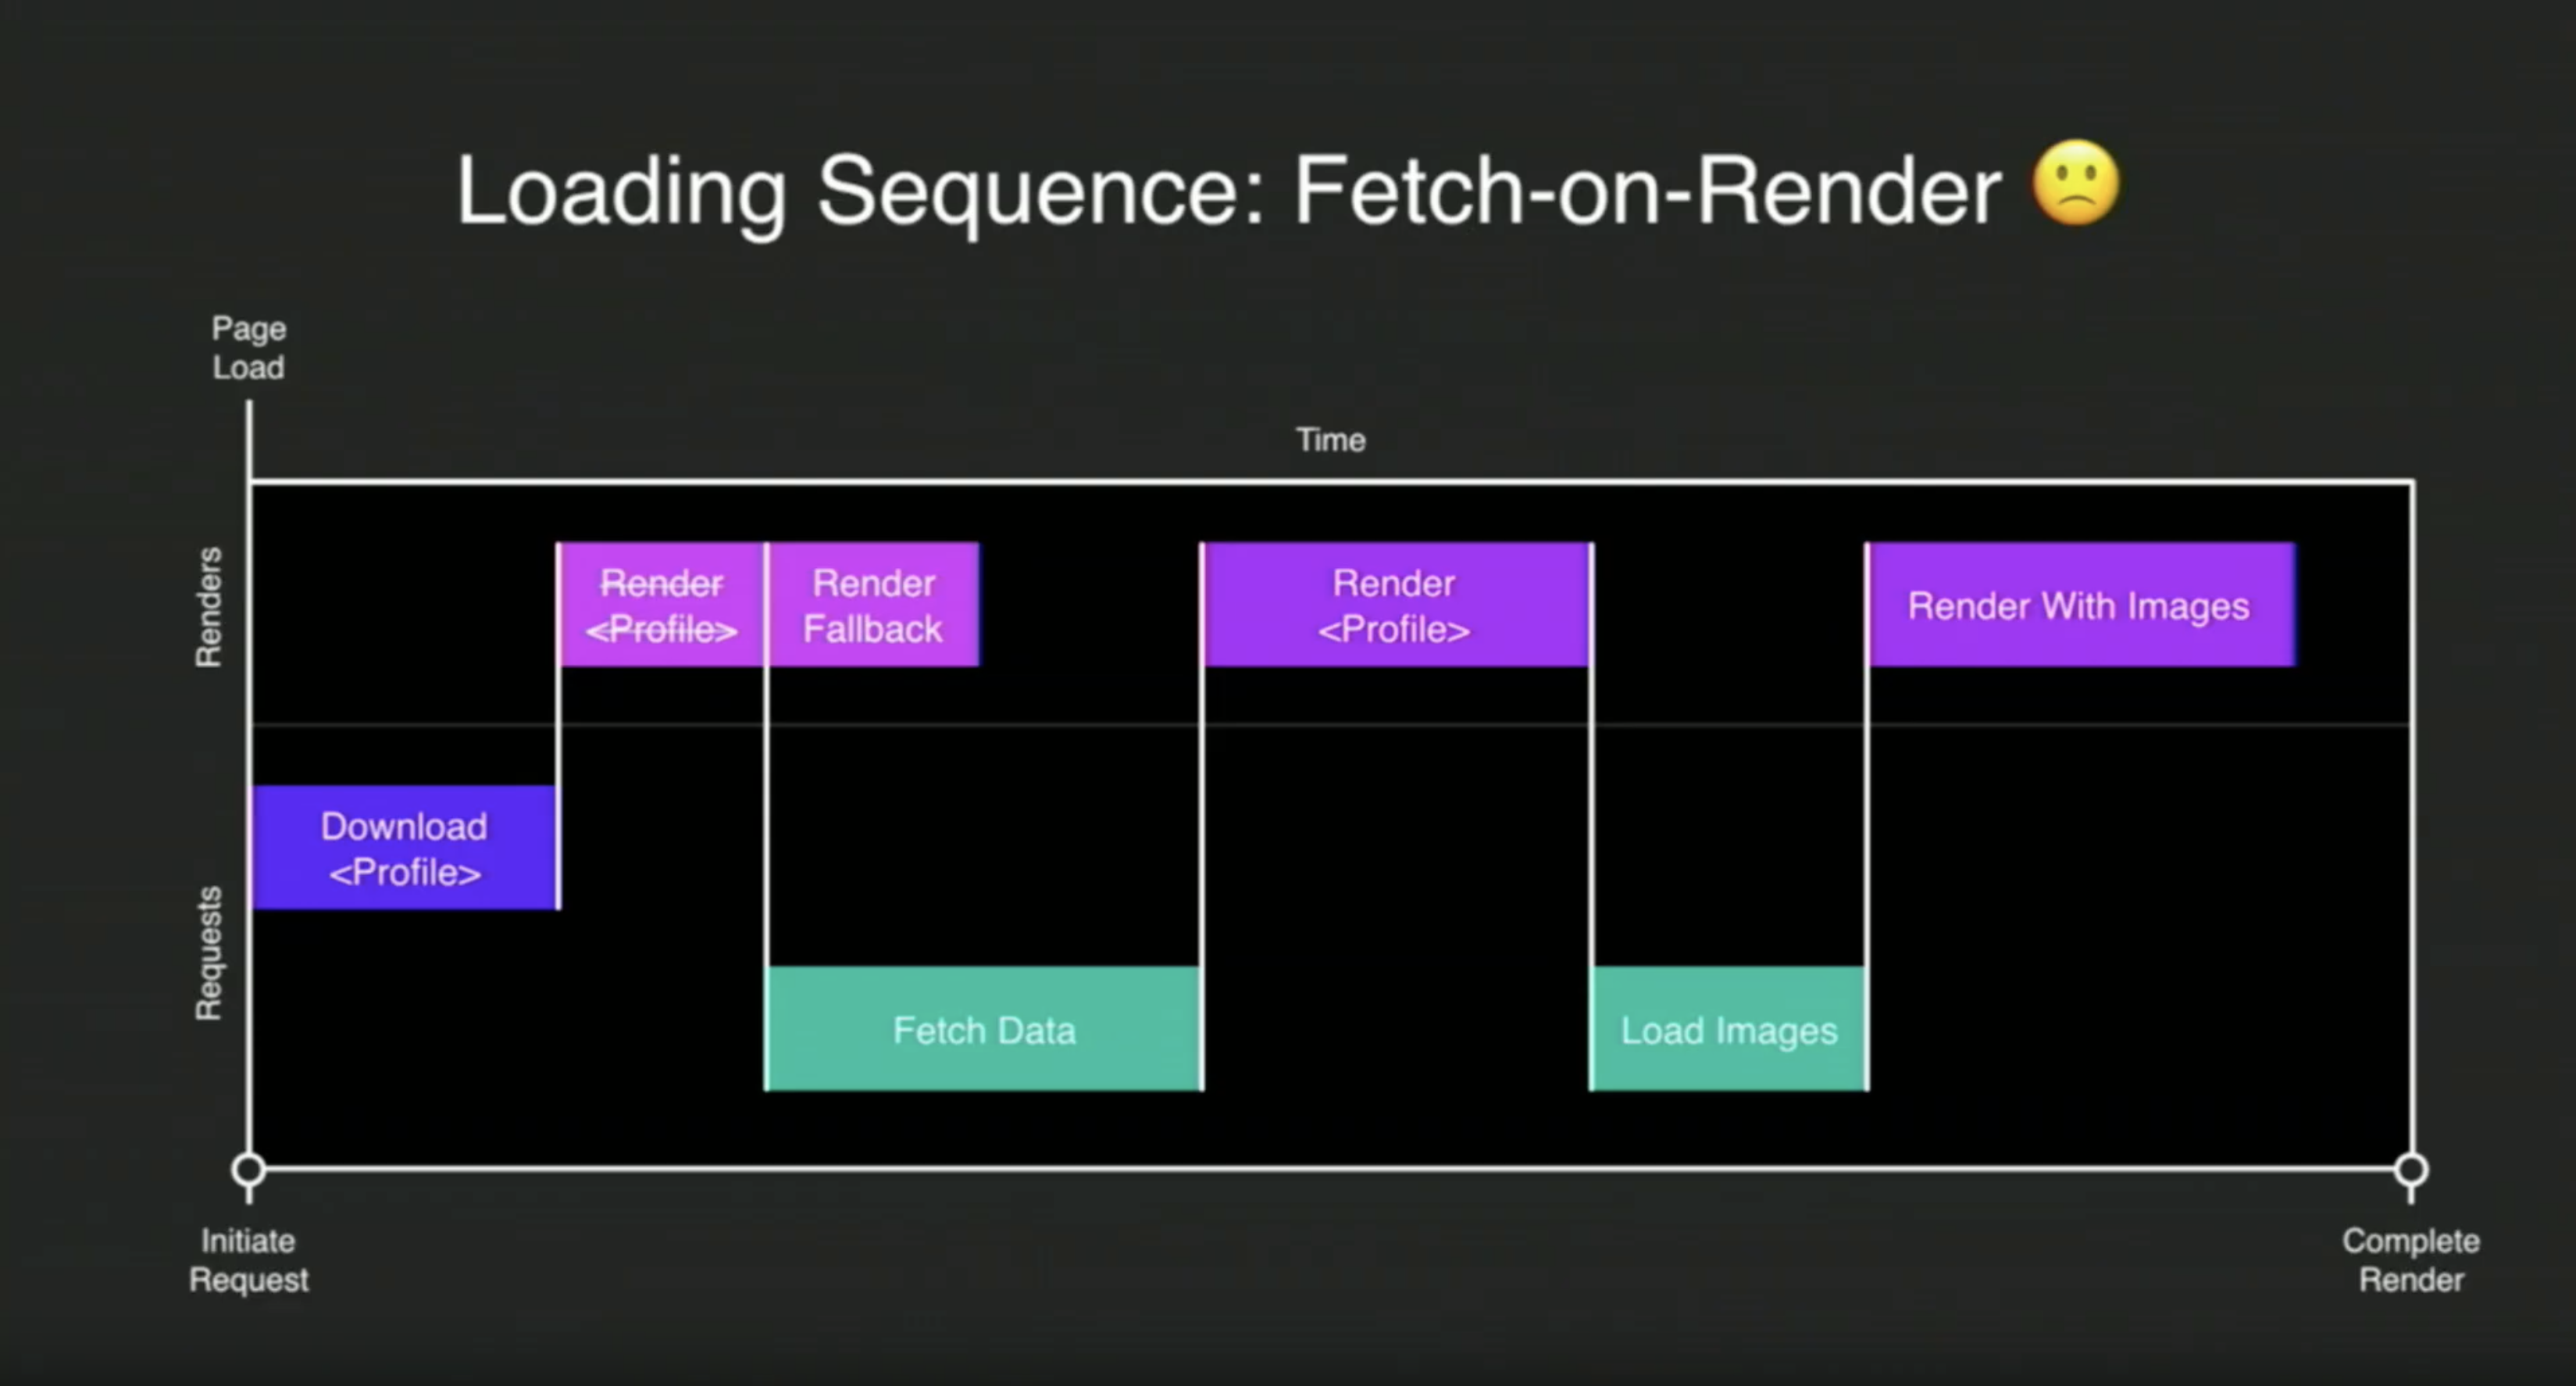 Loading Sequence: Fetch-on-Render 🙁
Page
Load
Time
Renders
Render
<Profile>
Render
Fallback
Render
<Profile>
Render With Images
Requests
Download
<Profile>
Fetch Data
Load Images
Initiate
Request
Complete
Render